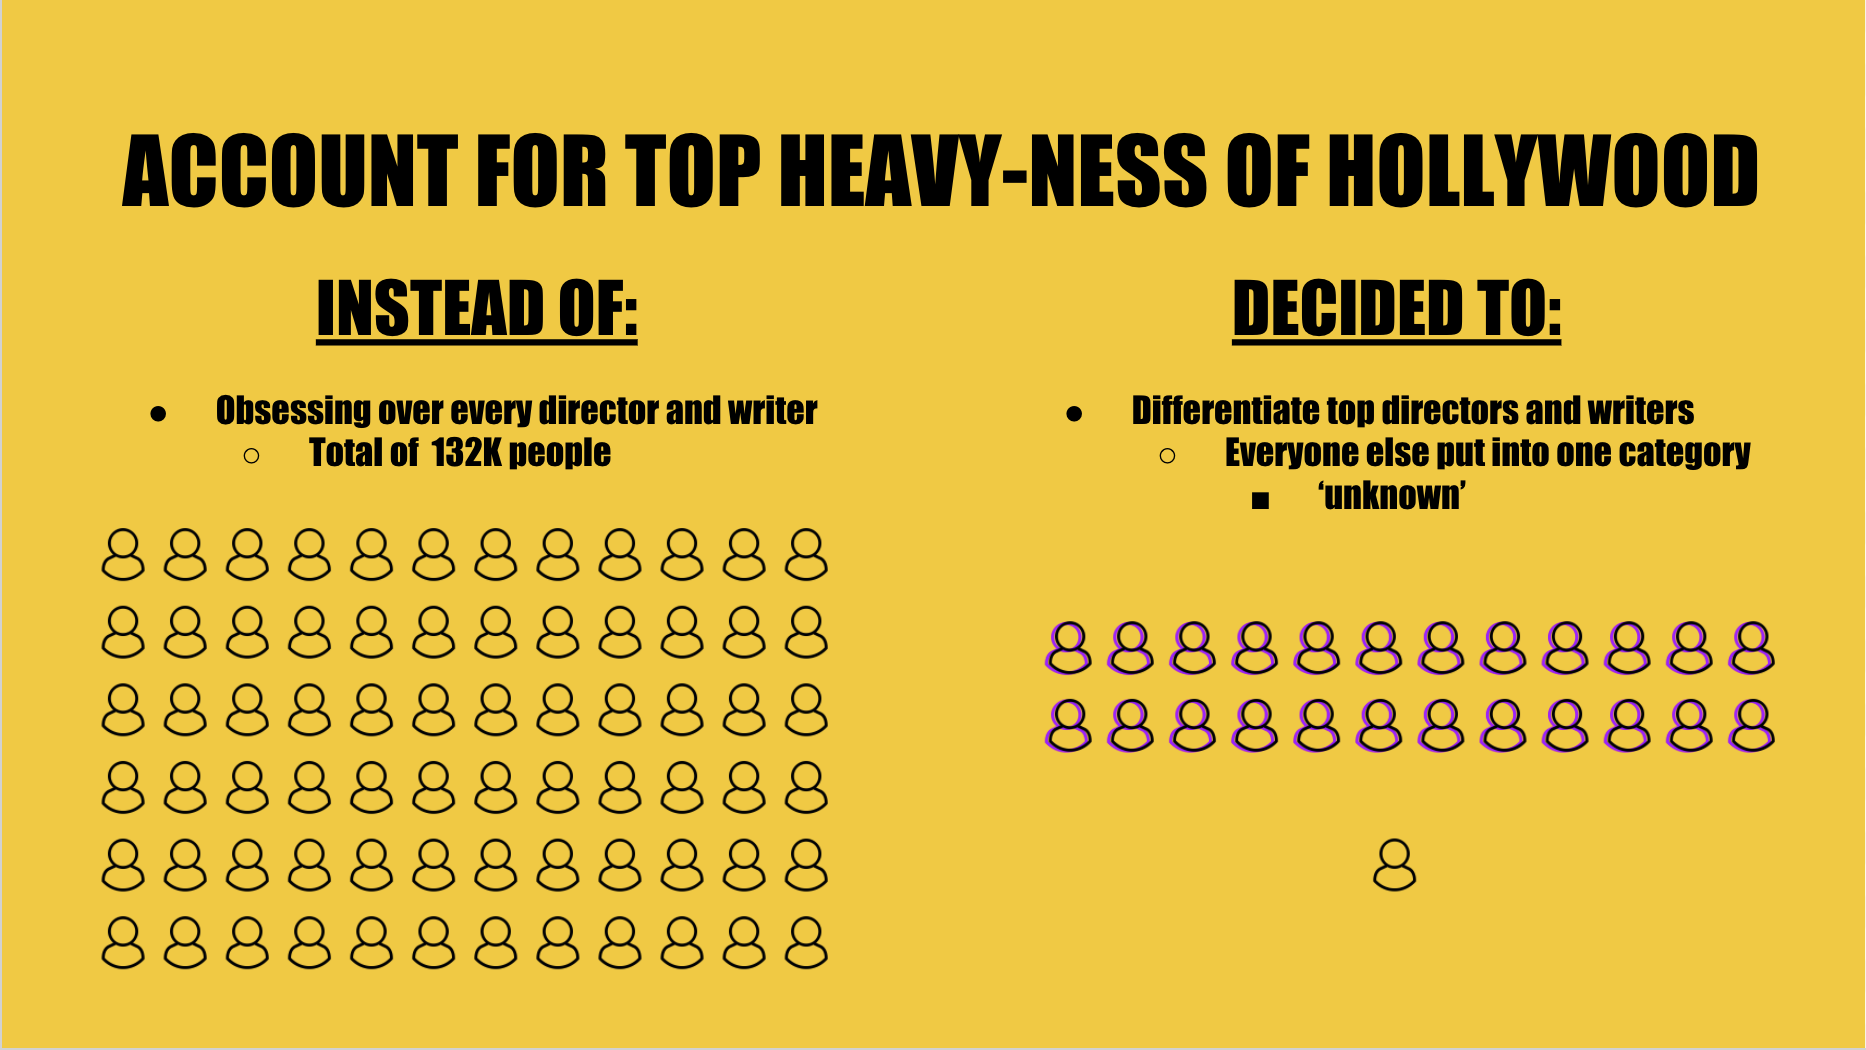 ACCOUNT FOR TOP HEAVY-NESS OF HOLLYWOOD
INSTEAD OF:
● Obsessing over every director and writer
○ Total of 132K people
DECIDED TO:
● Differentiate top directors and writers
○ Everyone else put into one category
■ ‘unknown’